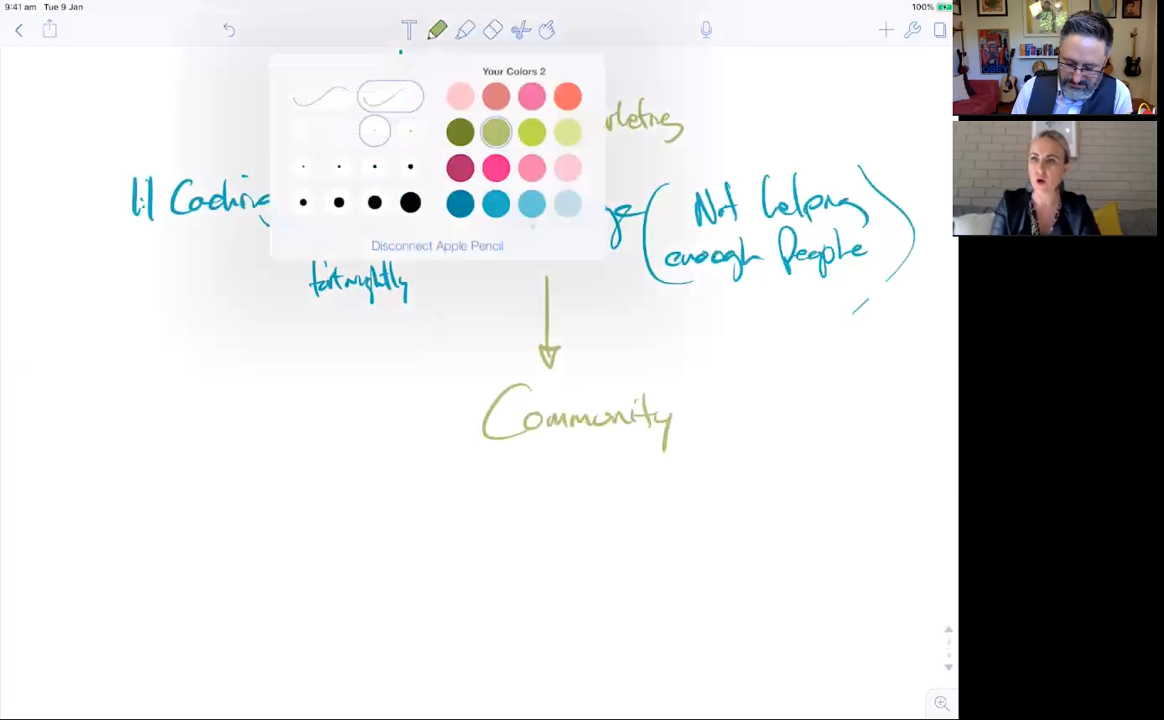 9:41 am Tue 9 Jan
100%
T
Your Colors 2
1:1 Coaching
Not helping
enough People
Disconnect Apple Pencil
fortnightly
Community